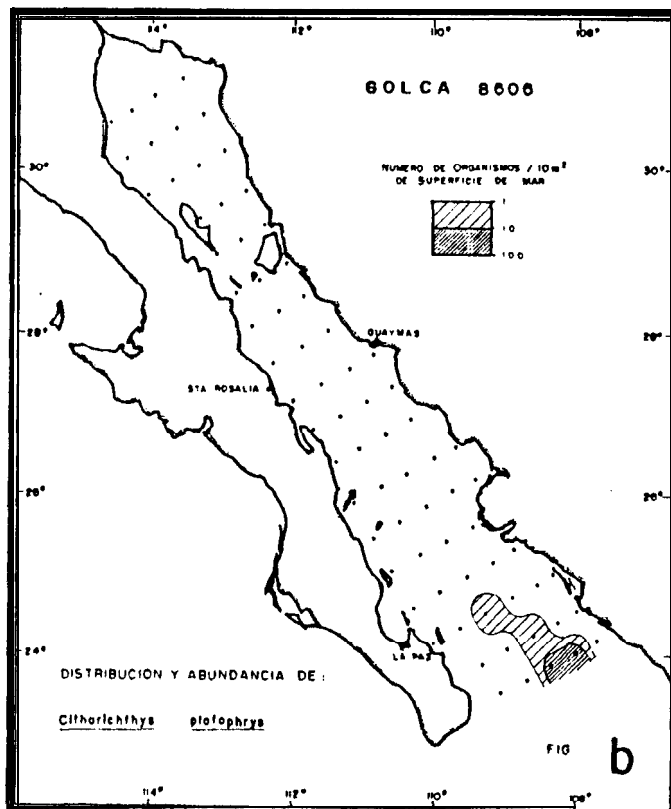 114° 112° 110° 108°
GOLCA 8606
NUMERO DE ORGANISMOS / 10 m²
DE SUPERFICIE DE MAR
1
10
100
30° 30°
28° 28°
GUAYMAS
STA ROSALIA
26° 26°
24° 24°
LA PAZ
DISTRIBUCION Y ABUNDANCIA DE :
Citharichthys platophrys
FIG b
114° 112° 110° 108°